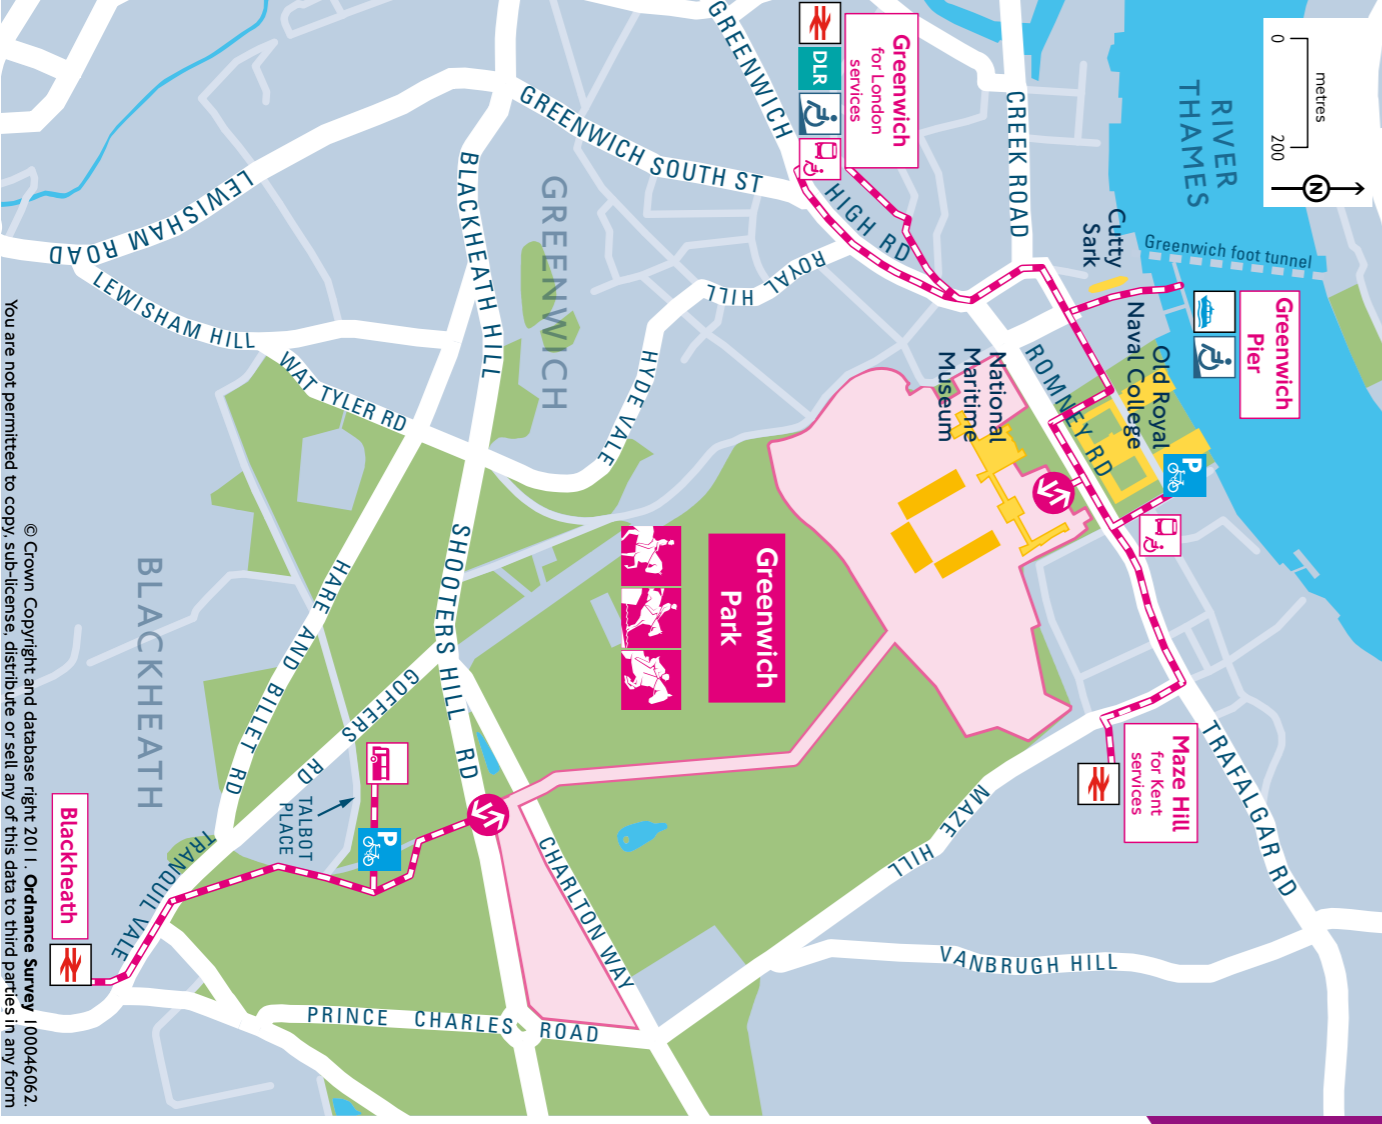 0
metres
200
N
RIVER
THAMES
Greenwich foot tunnel
Greenwich
Pier
Cutty
Sark
Old Royal
Naval College
P
CREEK ROAD
GREENWICH
HIGH RD
Greenwich
for London
services
DLR
GREENWICH SOUTH ST
ROYAL
HILL
HYDE VALE
ROMNEY RD
National
Maritime
Museum
Greenwich
Park
Maze Hill
for Kent
services
TRAFALGAR RD
MAZE
HILL
VANBRUGH HILL
CHARLTON WAY
PRINCE CHARLES ROAD
GREENWICH
BLACKHEATH HILL
LEWISHAM ROAD
LEWISHAM HILL
WAT TYLER RD
SHOOTERS HILL RD
HARE AND BILLET RD
GOFFERS RD
TALBOT
PLACE
P
TRANQUIL VALE
BLACKHEATH
Blackheath
© Crown Copyright and database right 2011. Ordnance Survey 100046062.
You are not permitted to copy, sub-license, distribute or sell any of this data to third parties in any form